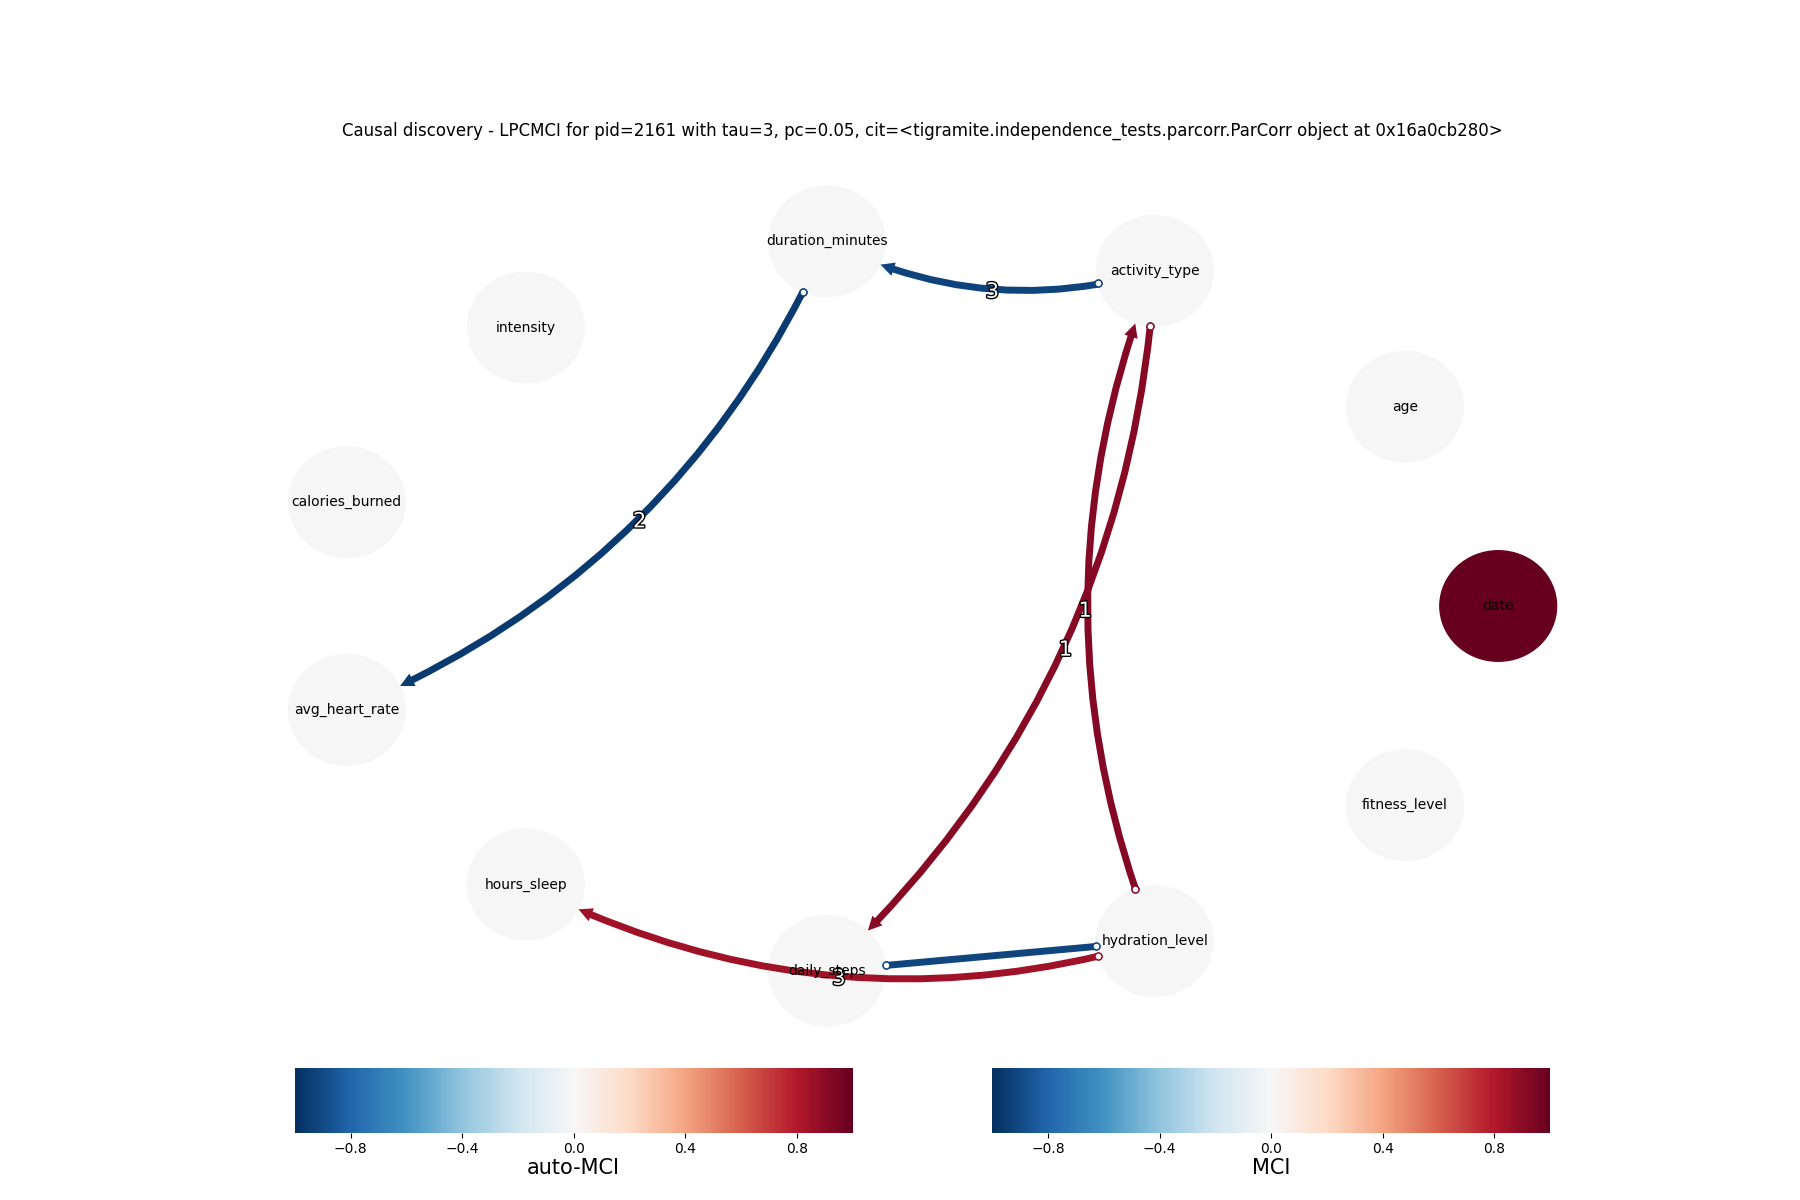 Causal discovery - LPCMCI for pid=2161 with tau=3, pc=0.05, cit=<tigramite.independence_tests.parcorr.ParCorr object at 0x16a0cb280>
duration_minutes
activity_type
3
intensity
age
calories_burned
2
date
1
1
avg_heart_rate
fitness_level
hours_sleep
hydration_level
daily_steps
3
−0.8 −0.4 0.0 0.4 0.8
auto-MCI
−0.8 −0.4 0.0 0.4 0.8
MCI